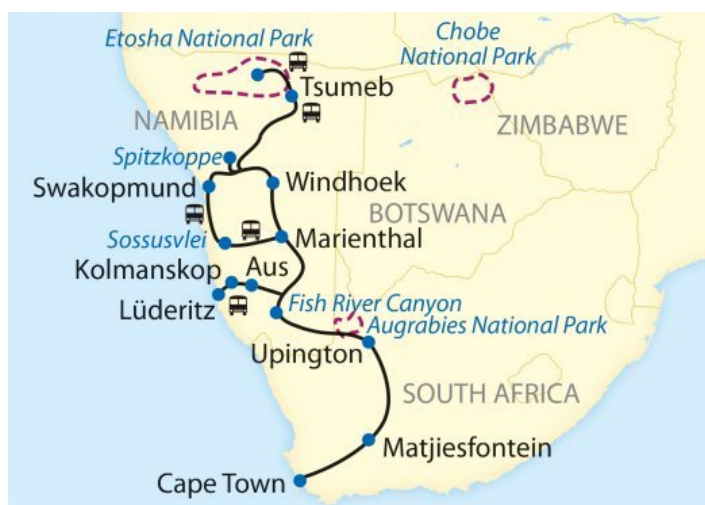 Etosha National Park
Chobe
National Park
Tsumeb
NAMIBIA
ZIMBABWE
Spitzkoppe
Swakopmund
Windhoek
BOTSWANA
Sossusvlei
Marienthal
Kolmanskop
Aus
Lüderitz
Fish River Canyon
Augrabies National Park
Upington
SOUTH AFRICA
Matjiesfontein
Cape Town